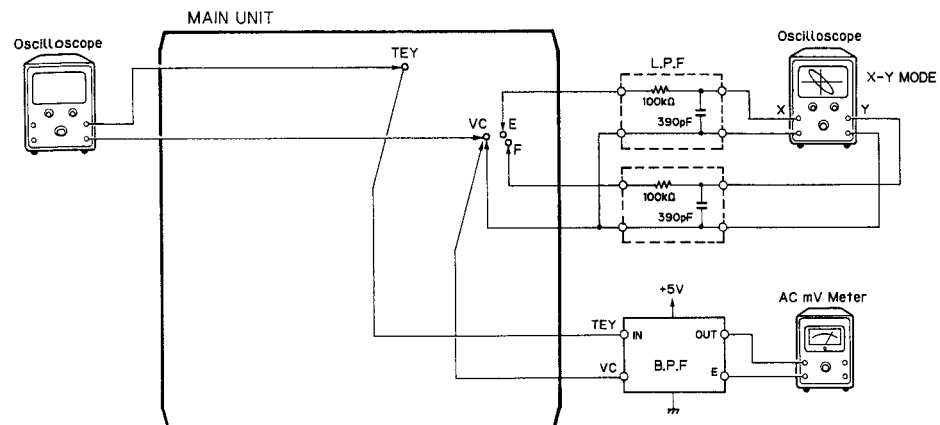 MAIN UNIT
Oscilloscope
TEY
VC
E
F
L.P.F
100kΩ
390pF
100kΩ
390pF
Oscilloscope
X-Y MODE
X
Y
+5V
TEY
IN
OUT
VC
B.P.F
E
AC mV Meter